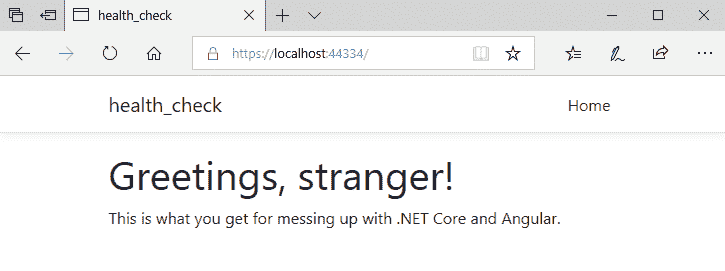 health_check
https://localhost:44334/
health_check
Home
Greetings, stranger!
This is what you get for messing up with .NET Core and Angular.